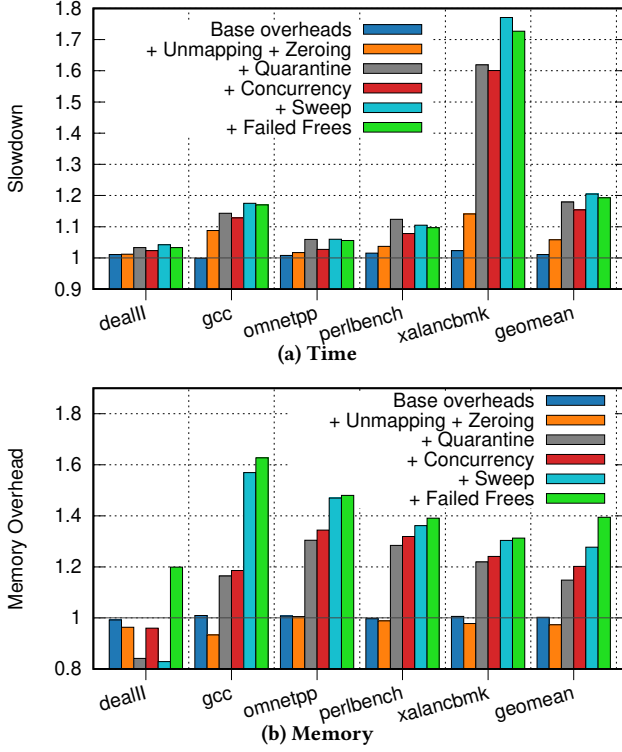 1.8
1.7
1.6
1.5
1.4
1.3
1.2
1.1
1
0.9
Slowdown
Base overheads
+ Unmapping + Zeroing
+ Quarantine
+ Concurrency
+ Sweep
+ Failed Frees
dealII
gcc
omnetpp
perlbench
xalancbmk
geomean
(a) Time
1.8
1.6
1.4
1.2
1
0.8
Memory Overhead
Base overheads
+ Unmapping + Zeroing
+ Quarantine
+ Concurrency
+ Sweep
+ Failed Frees
dealII
gcc
omnetpp
perlbench
xalancbmk
geomean
(b) Memory